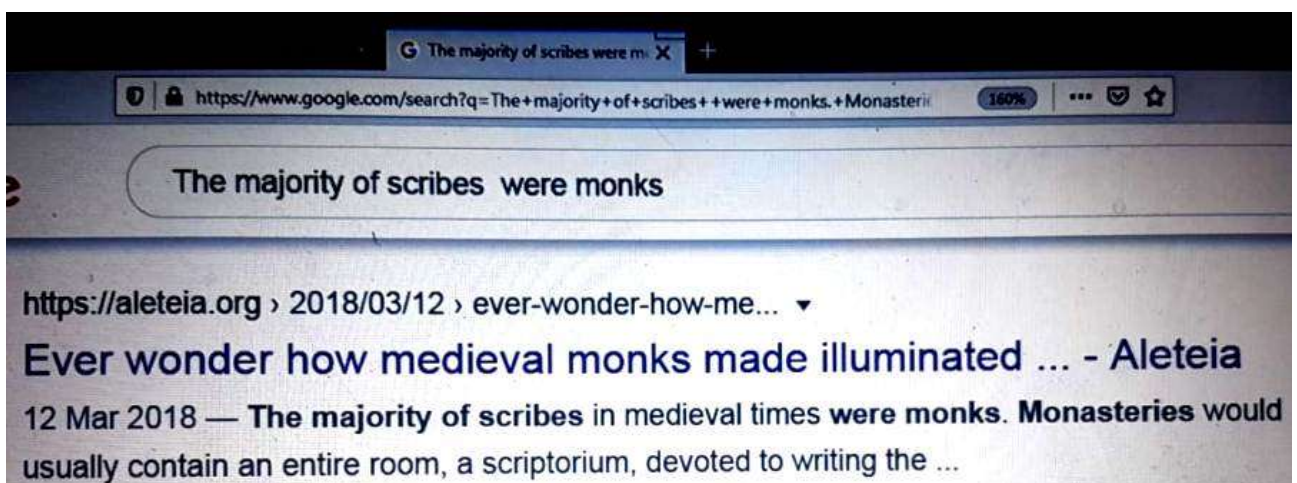 G The majority of scribes were m
https://www.google.com/search?q=The+majority+of+scribes++were+monks.+Monasteri 160%
The majority of scribes were monks
https://aleteia.org › 2018/03/12 › ever-wonder-how-me...
Ever wonder how medieval monks made illuminated ... - Aleteia
12 Mar 2018 — The majority of scribes in medieval times were monks. Monasteries would
usually contain an entire room, a scriptorium, devoted to writing the ...